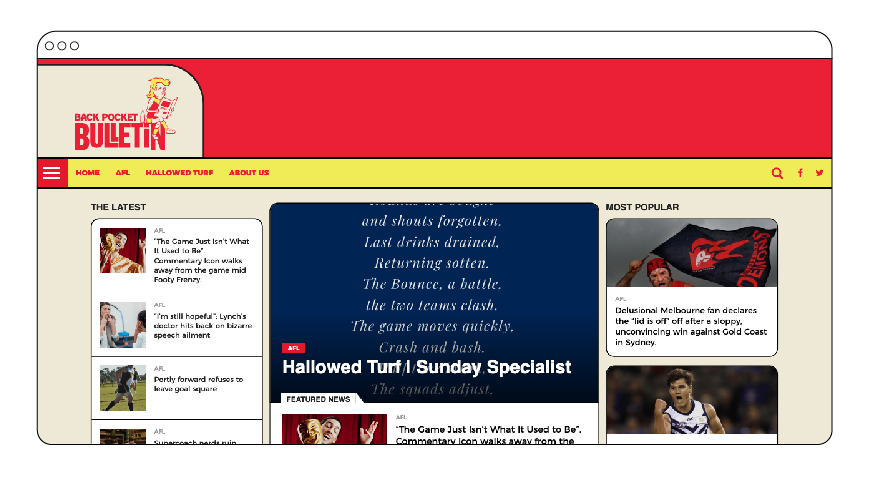 BACK POCKET
BULLETIN
HOME AFL HALLOWED TURF ABOUT US
THE LATEST
AFL
"The Game Just Isn't What
It Used to Be".
Commentary Icon walks
away from the game mid
Footy Frenzy.
AFL
"I'm still hopeful": Lynch's
doctor hits back on bizarre
speech ailment
AFL
Portly forward refuses to
leave goal square
AFL
Supercoach nerds ruin
and shouts forgotten.
Last drinks drained,
Returning sotten.
The Bounce, a battle.
the two teams clash.
The game moves quickly,
Crash and bash.
The squads adjust.
AFL
Hallowed Turf | Sunday Specialist
FEATURED NEWS
AFL
"The Game Just Isn't What It Used to Be".
Commentary Icon walks away from the
MOST POPULAR
DEMONS
AFL
Delusional Melbourne fan declares
the "lid is off" off after a sloppy,
unconvincing win against Gold Coast
in Sydney.